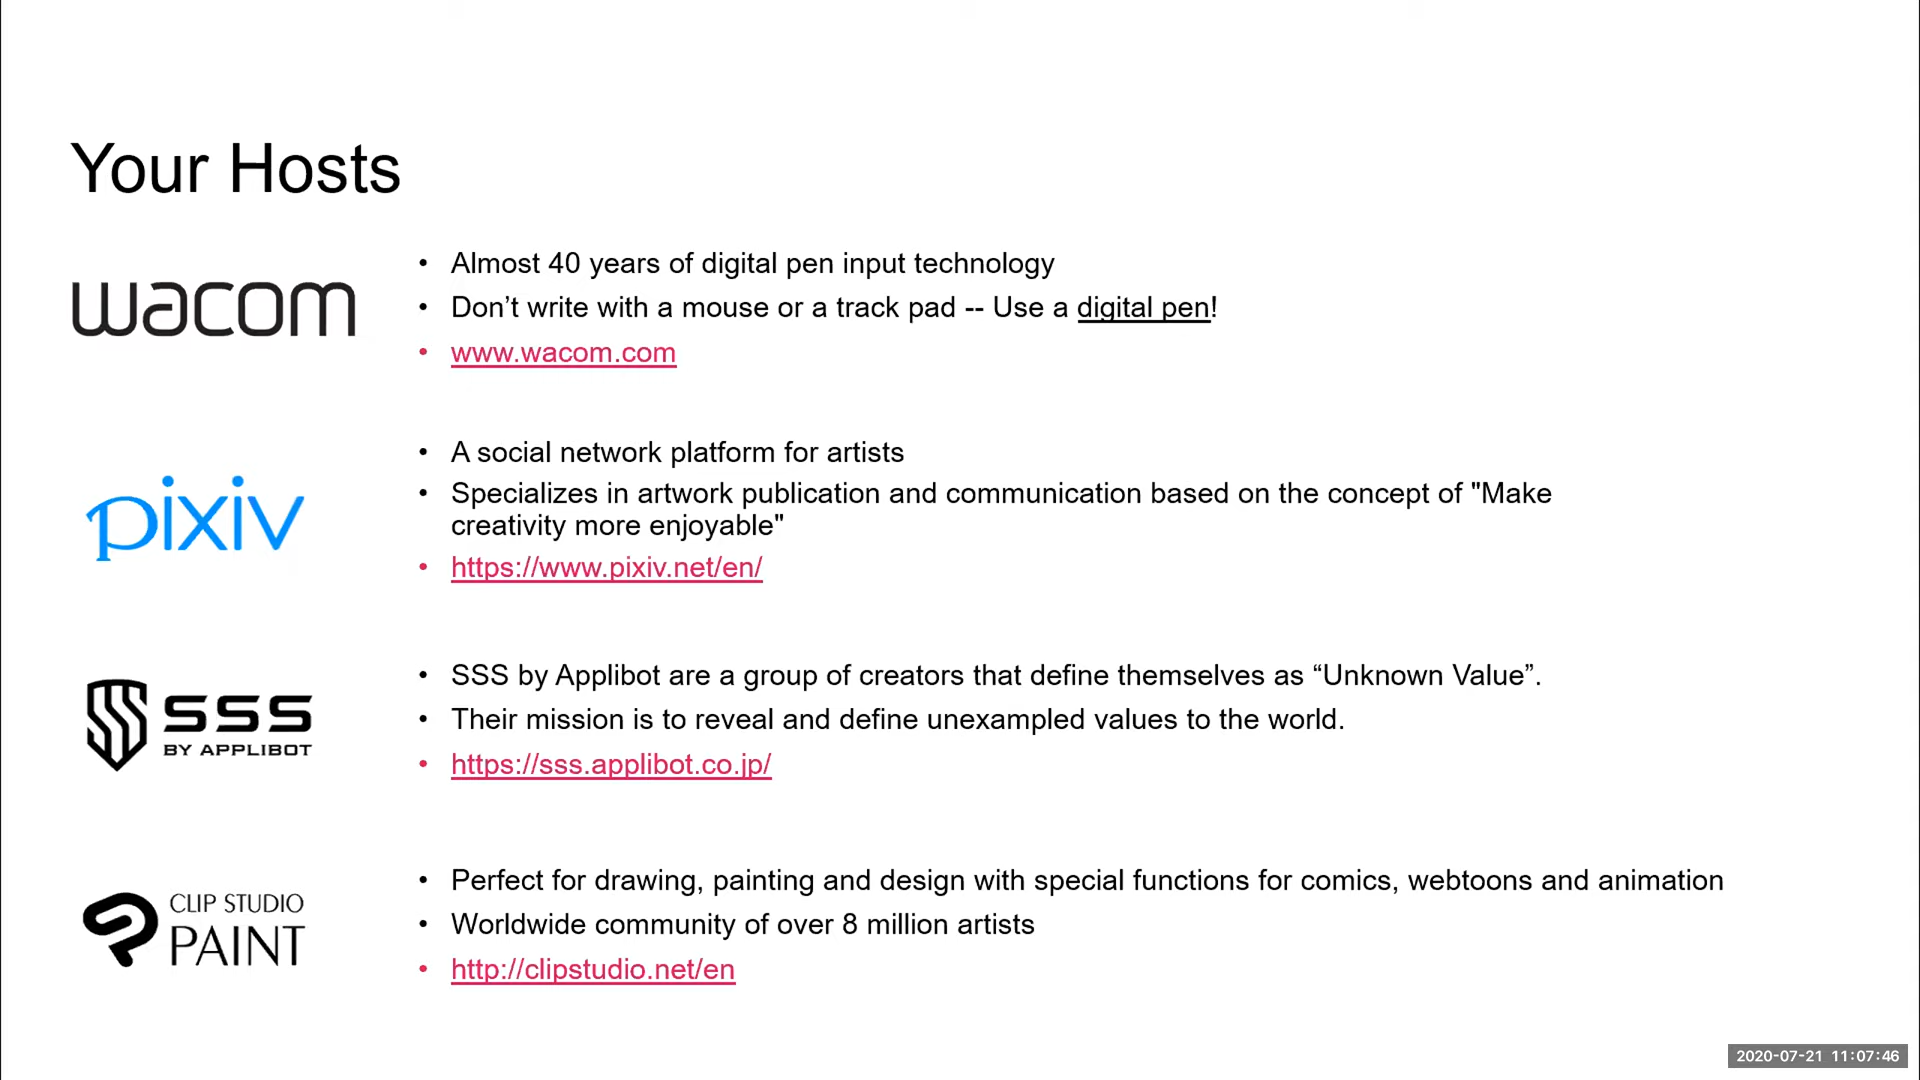 Your Hosts
wacom
• Almost 40 years of digital pen input technology
• Don’t write with a mouse or a track pad -- Use a digital pen!
• www.wacom.com
pixiv
• A social network platform for artists
• Specializes in artwork publication and communication based on the concept of "Make
creativity more enjoyable"
• https://www.pixiv.net/en/
SSS
BY APPLIBOT
• SSS by Applibot are a group of creators that define themselves as “Unknown Value”.
• Their mission is to reveal and define unexampled values to the world.
• https://sss.applibot.co.jp/
CLIP STUDIO
PAINT
• Perfect for drawing, painting and design with special functions for comics, webtoons and animation
• Worldwide community of over 8 million artists
• http://clipstudio.net/en
2020-07-21 11:07:46